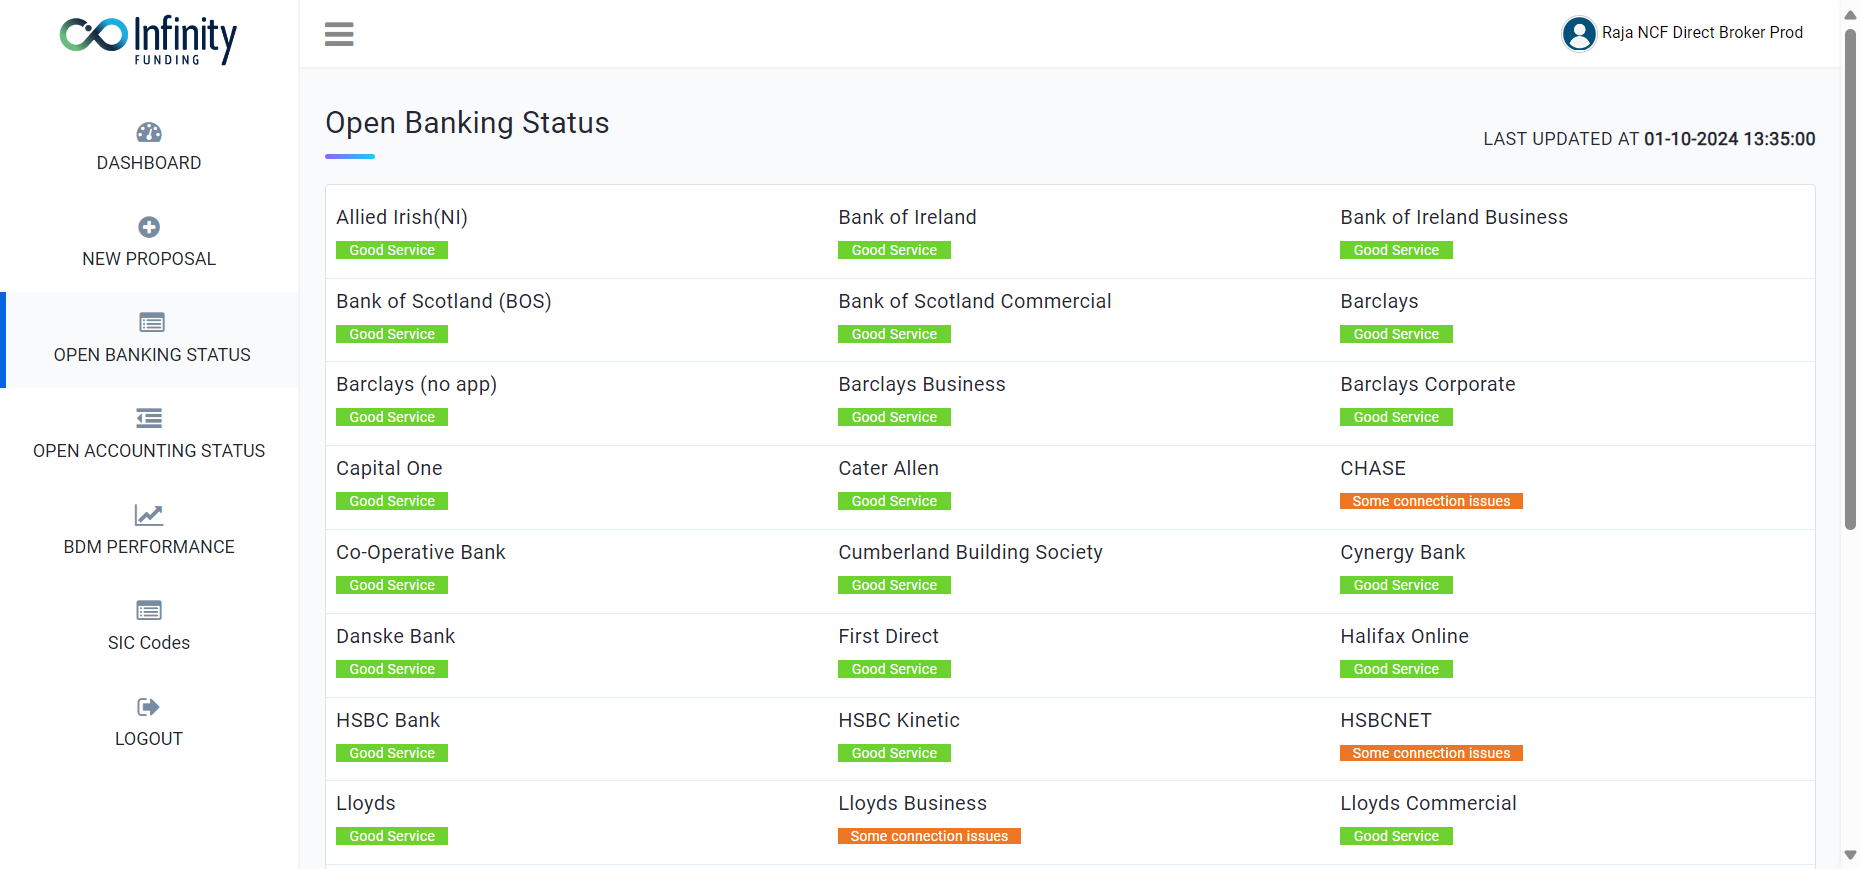 Infinity
FUNDING
Raja NCF Direct Broker Prod
DASHBOARD
NEW PROPOSAL
OPEN BANKING STATUS
OPEN ACCOUNTING STATUS
BDM PERFORMANCE
SIC Codes
LOGOUT
Open Banking Status
LAST UPDATED AT 01-10-2024 13:35:00
Allied Irish(NI) Bank of Ireland Bank of Ireland Business
Good Service Good Service Good Service
Bank of Scotland (BOS) Bank of Scotland Commercial Barclays
Good Service Good Service Good Service
Barclays (no app) Barclays Business Barclays Corporate
Good Service Good Service Good Service
Capital One Cater Allen CHASE
Good Service Good Service Some connection issues
Co-Operative Bank Cumberland Building Society Cynergy Bank
Good Service Good Service Good Service
Danske Bank First Direct Halifax Online
Good Service Good Service Good Service
HSBC Bank HSBC Kinetic HSBCNET
Good Service Good Service Some connection issues
Lloyds Lloyds Business Lloyds Commercial
Good Service Some connection issues Good Service